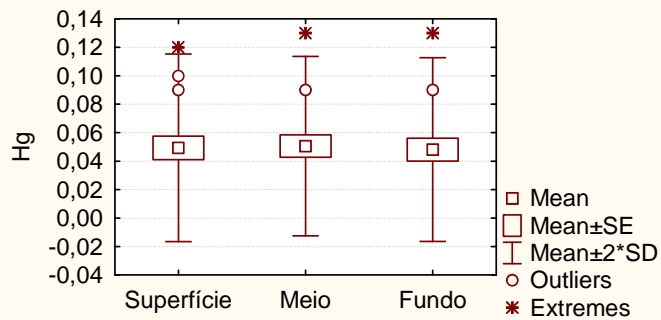 0,14
0,12
0,10
0,08
0,06
0,04
0,02
0,00
-0,02
-0,04
Hg
Superfície Meio Fundo
Mean
Mean±SE
Mean±2*SD
Outliers
Extremes